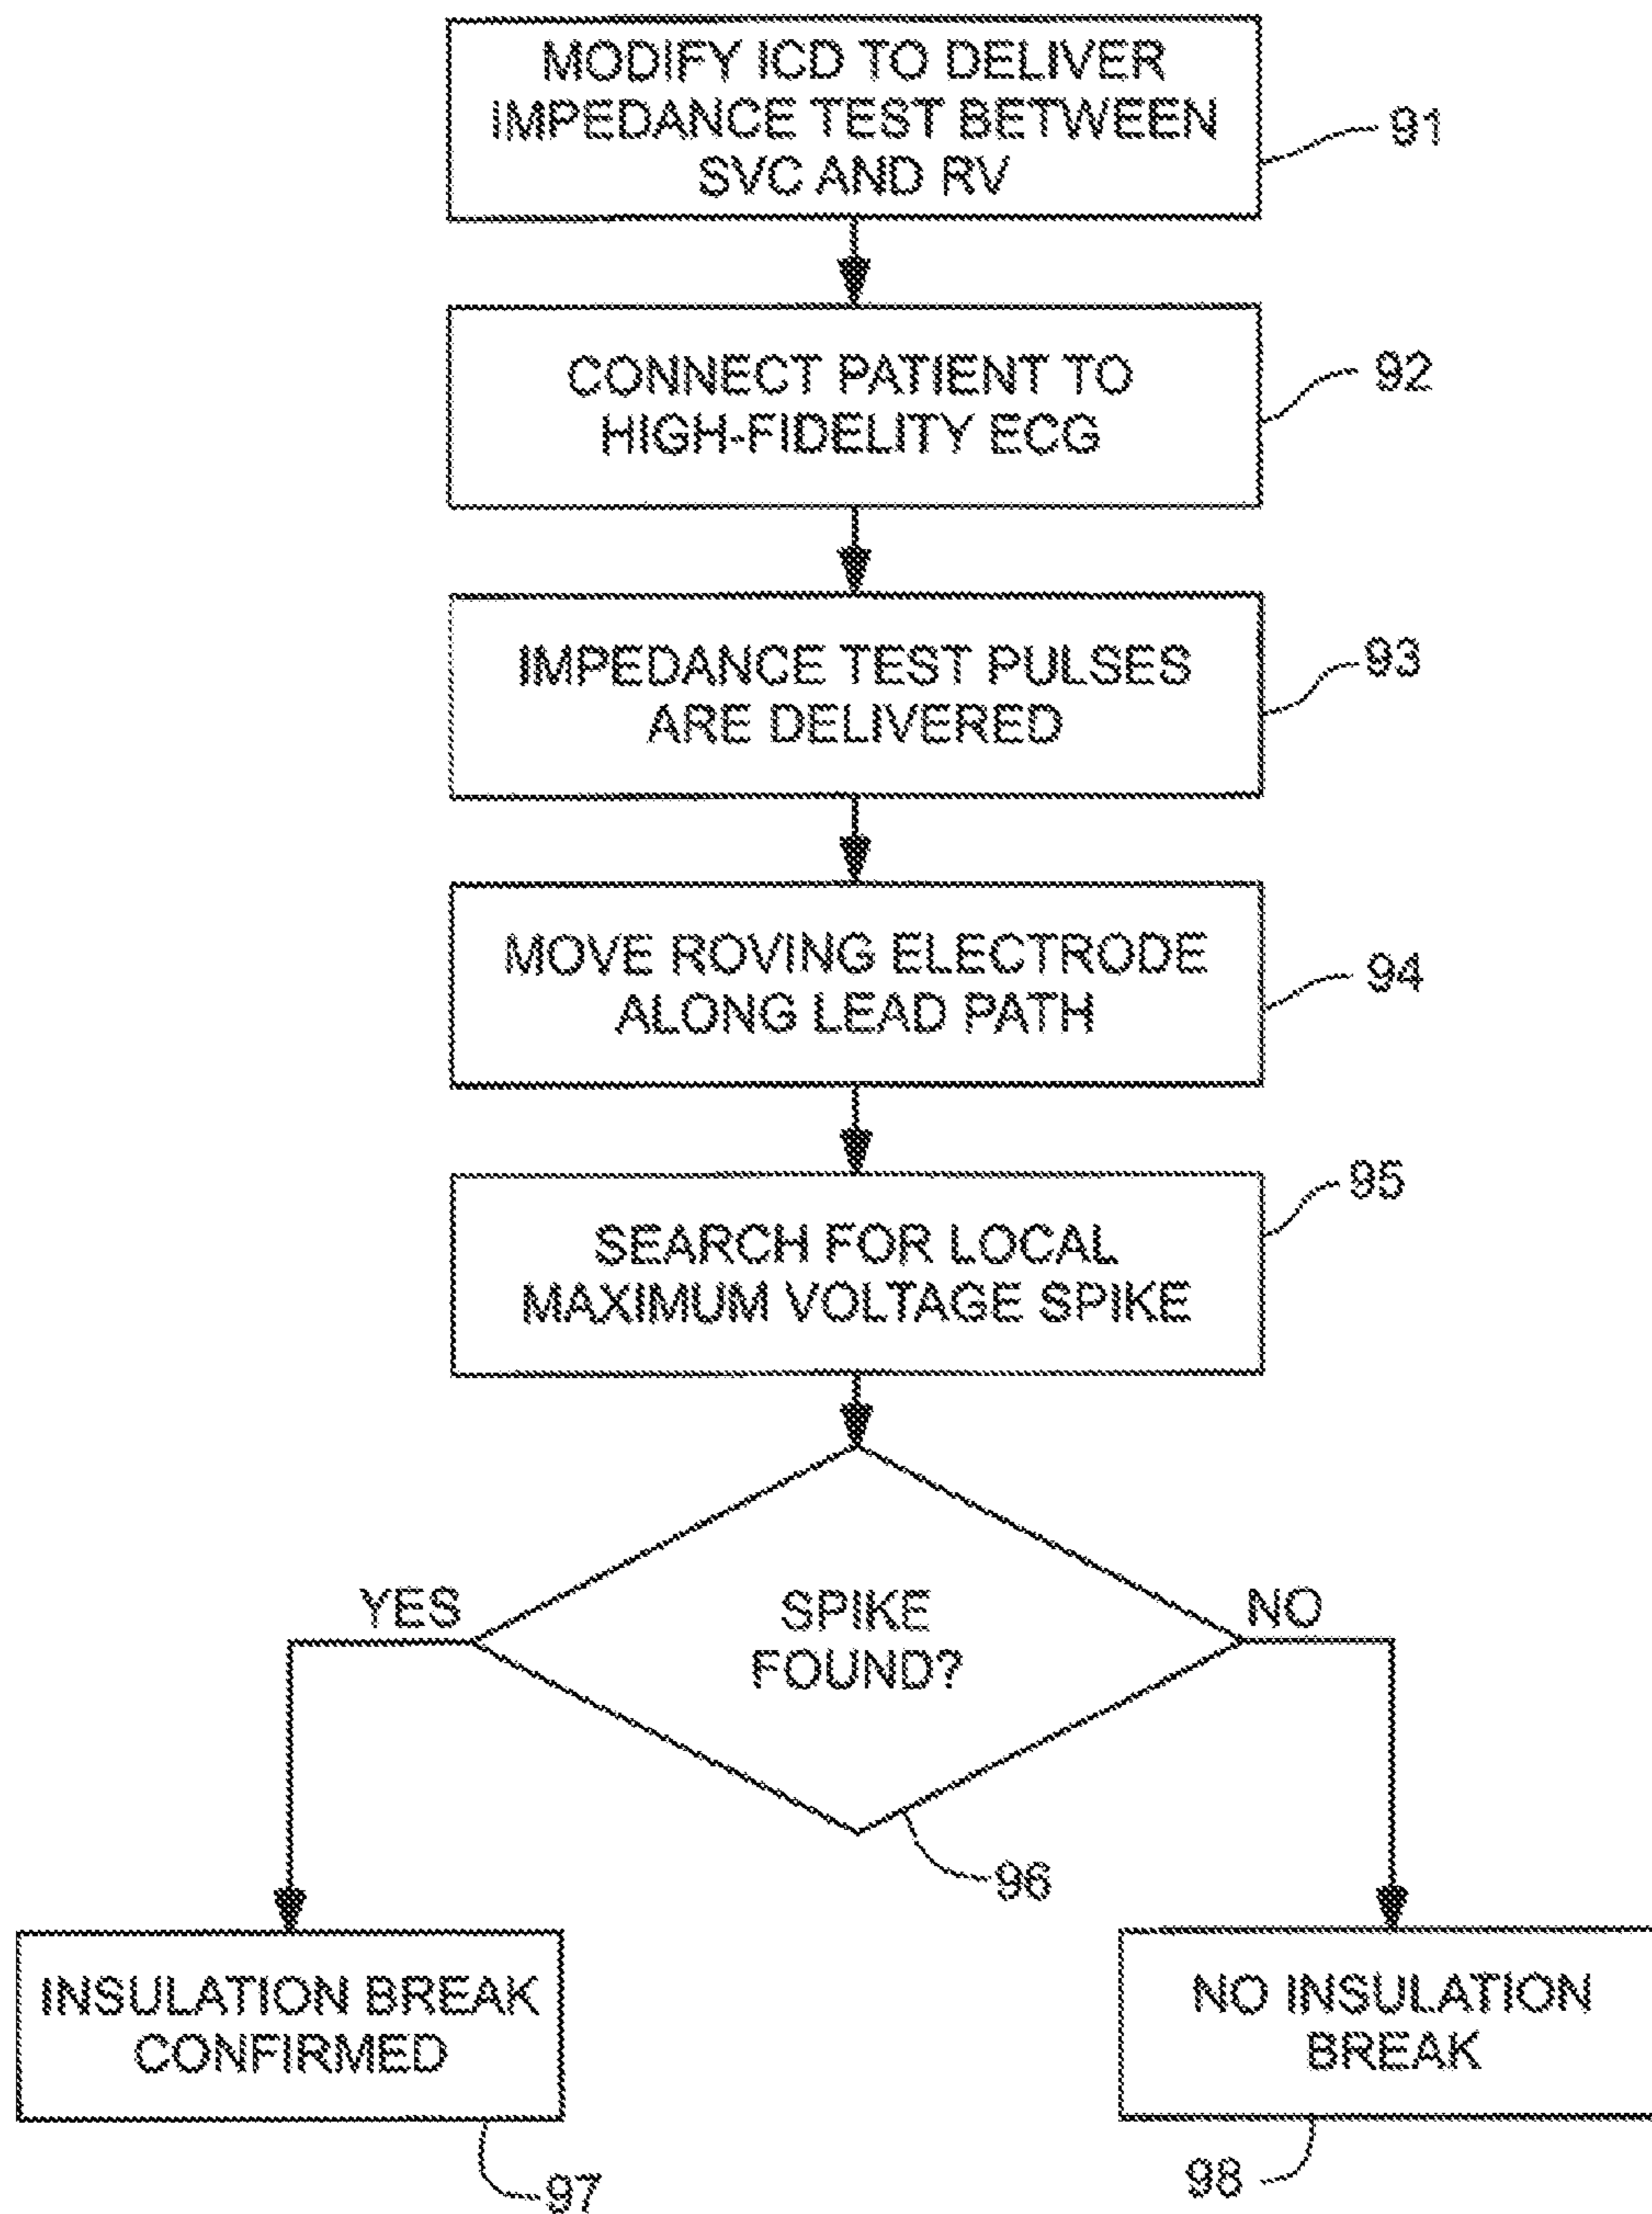 MODIFY ICD TO DELIVER
IMPEDANCE TEST BETWEEN
SVC AND RV
91
CONNECT PATIENT TO
HIGH-FIDELITY ECG
92
IMPEDANCE TEST PULSES
ARE DELIVERED
93
MOVE ROVING ELECTRODE
ALONG LEAD PATH
94
SEARCH FOR LOCAL
MAXIMUM VOLTAGE SPIKE
95
YES
SPIKE
FOUND?
NO
96
INSULATION BREAK
CONFIRMED
97
NO INSULATION
BREAK
98